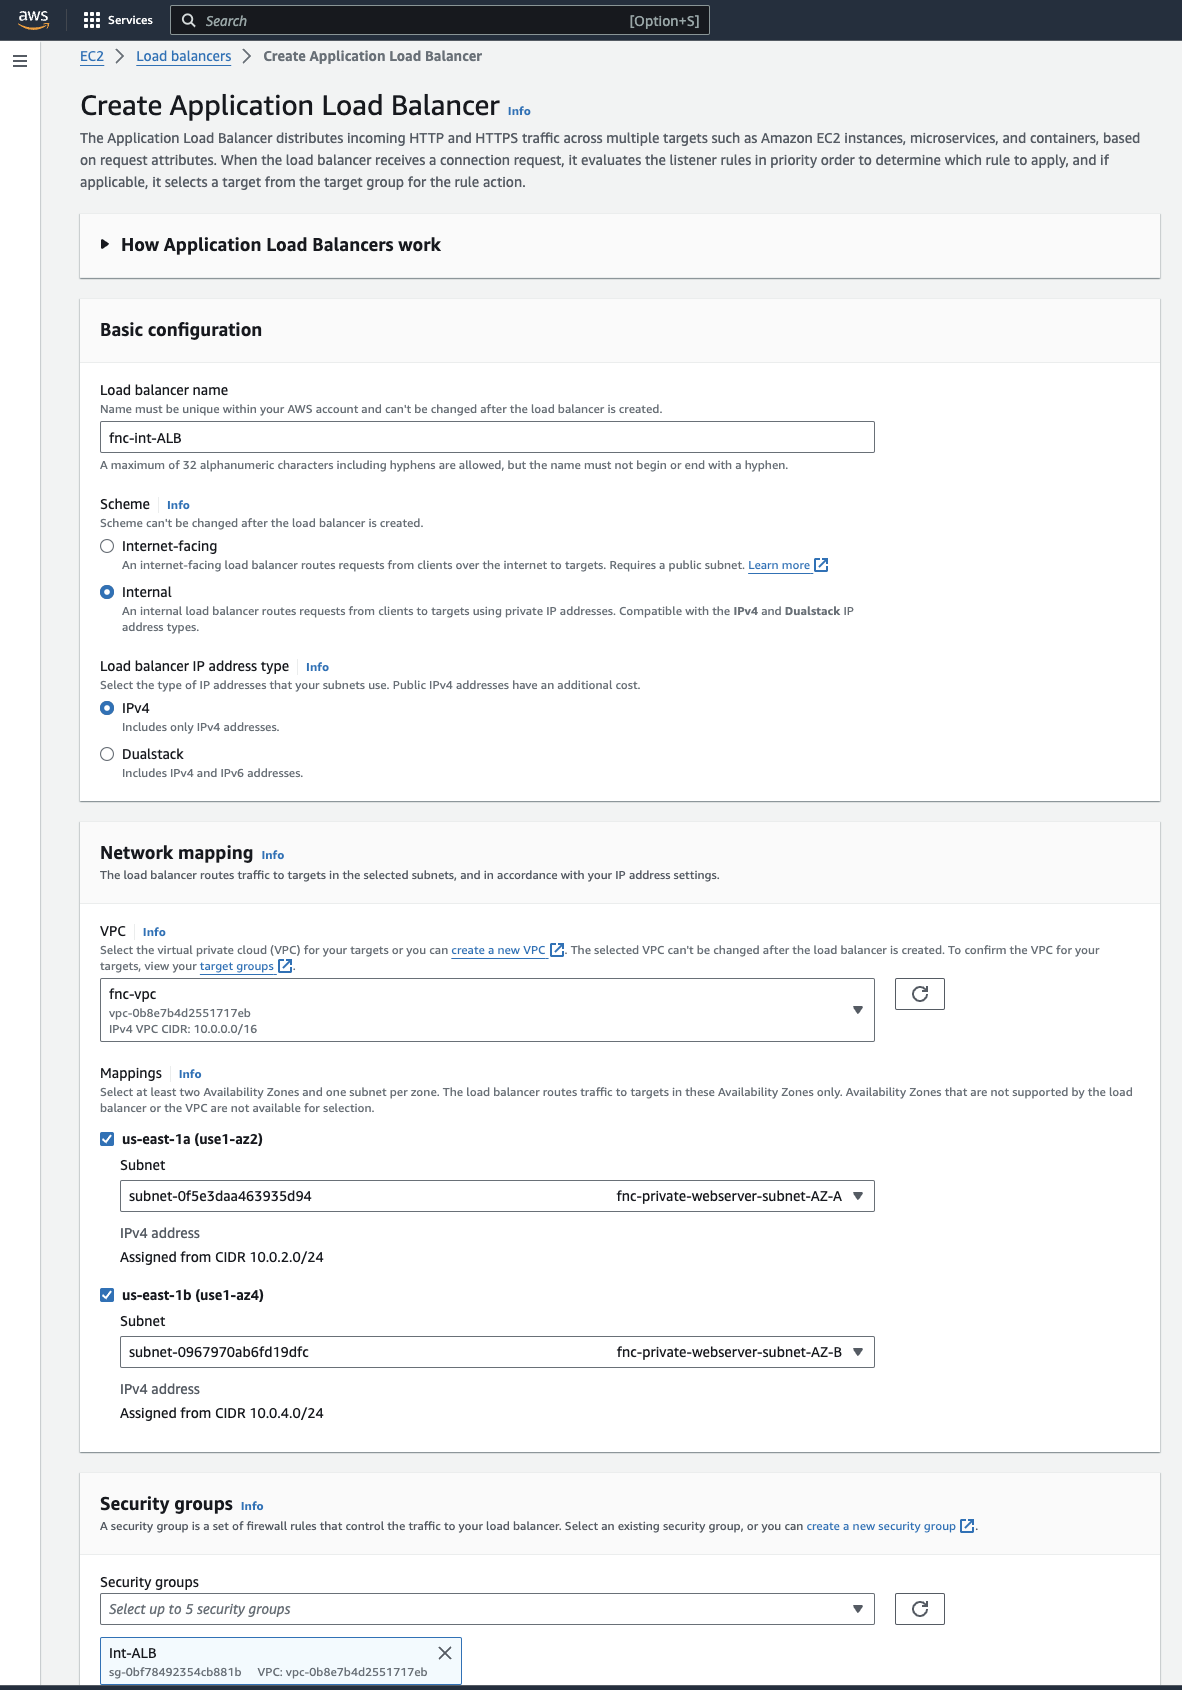 aws
Services
Search [Option+S]
EC2 > Load balancers > Create Application Load Balancer
Create Application Load Balancer Info
The Application Load Balancer distributes incoming HTTP and HTTPS traffic across multiple targets such as Amazon EC2 instances, microservices, and containers, based
on request attributes. When the load balancer receives a connection request, it evaluates the listener rules in priority order to determine which rule to apply, and if
applicable, it selects a target from the target group for the rule action.
How Application Load Balancers work
Basic configuration
Load balancer name
Name must be unique within your AWS account and can't be changed after the load balancer is created.
fnc-int-ALB
A maximum of 32 alphanumeric characters including hyphens are allowed, but the name must not begin or end with a hyphen.
Scheme Info
Scheme can't be changed after the load balancer is created.
Internet-facing
An internet-facing load balancer routes requests from clients over the internet to targets. Requires a public subnet. Learn more
Internal
An internal load balancer routes requests from clients to targets using private IP addresses. Compatible with the IPv4 and Dualstack IP
address types.
Load balancer IP address type Info
Select the type of IP addresses that your subnets use. Public IPv4 addresses have an additional cost.
IPv4
Includes only IPv4 addresses.
Dualstack
Includes IPv4 and IPv6 addresses.
Network mapping Info
The load balancer routes traffic to targets in the selected subnets, and in accordance with your IP address settings.
VPC Info
Select the virtual private cloud (VPC) for your targets or you can create a new VPC. The selected VPC can't be changed after the load balancer is created. To confirm the VPC for your
targets, view your target groups.
fnc-vpc
vpc-0b8e7b4d2551717eb
IPv4 VPC CIDR: 10.0.0.0/16
Mappings Info
Select at least two Availability Zones and one subnet per zone. The load balancer routes traffic to targets in these Availability Zones only. Availability Zones that are not supported by the load
balancer or the VPC are not available for selection.
us-east-1a (use1-az2)
Subnet
subnet-0f5e3daa463935d94 fnc-private-webserver-subnet-AZ-A
IPv4 address
Assigned from CIDR 10.0.2.0/24
us-east-1b (use1-az4)
Subnet
subnet-0967970ab6fd19dfc fnc-private-webserver-subnet-AZ-B
IPv4 address
Assigned from CIDR 10.0.4.0/24
Security groups Info
A security group is a set of firewall rules that control the traffic to your load balancer. Select an existing security group, or you can create a new security group.
Security groups
Select up to 5 security groups
Int-ALB
sg-0bf78492354cb881b VPC: vpc-0b8e7b4d2551717eb